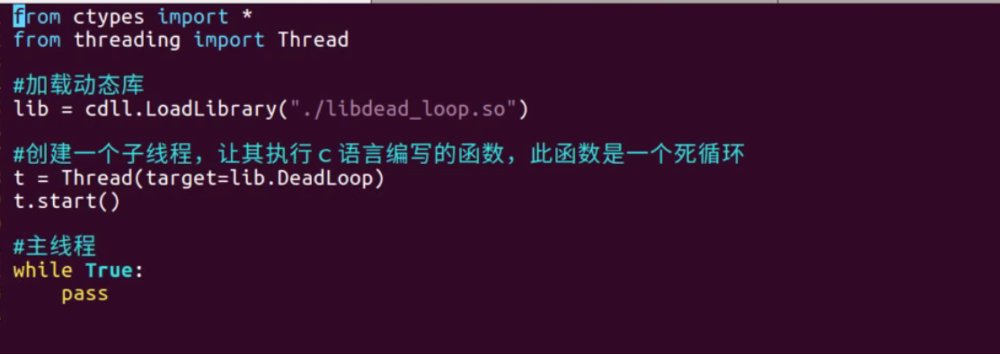 from ctypes import *
from threading import Thread
#加载动态库
lib = cdll.LoadLibrary("./libdead_loop.so")
#创建一个子线程，让其执行c语言编写的函数，此函数是一个死循环
t = Thread(target=lib.DeadLoop)
t.start()
#主线程
while True:
    pass